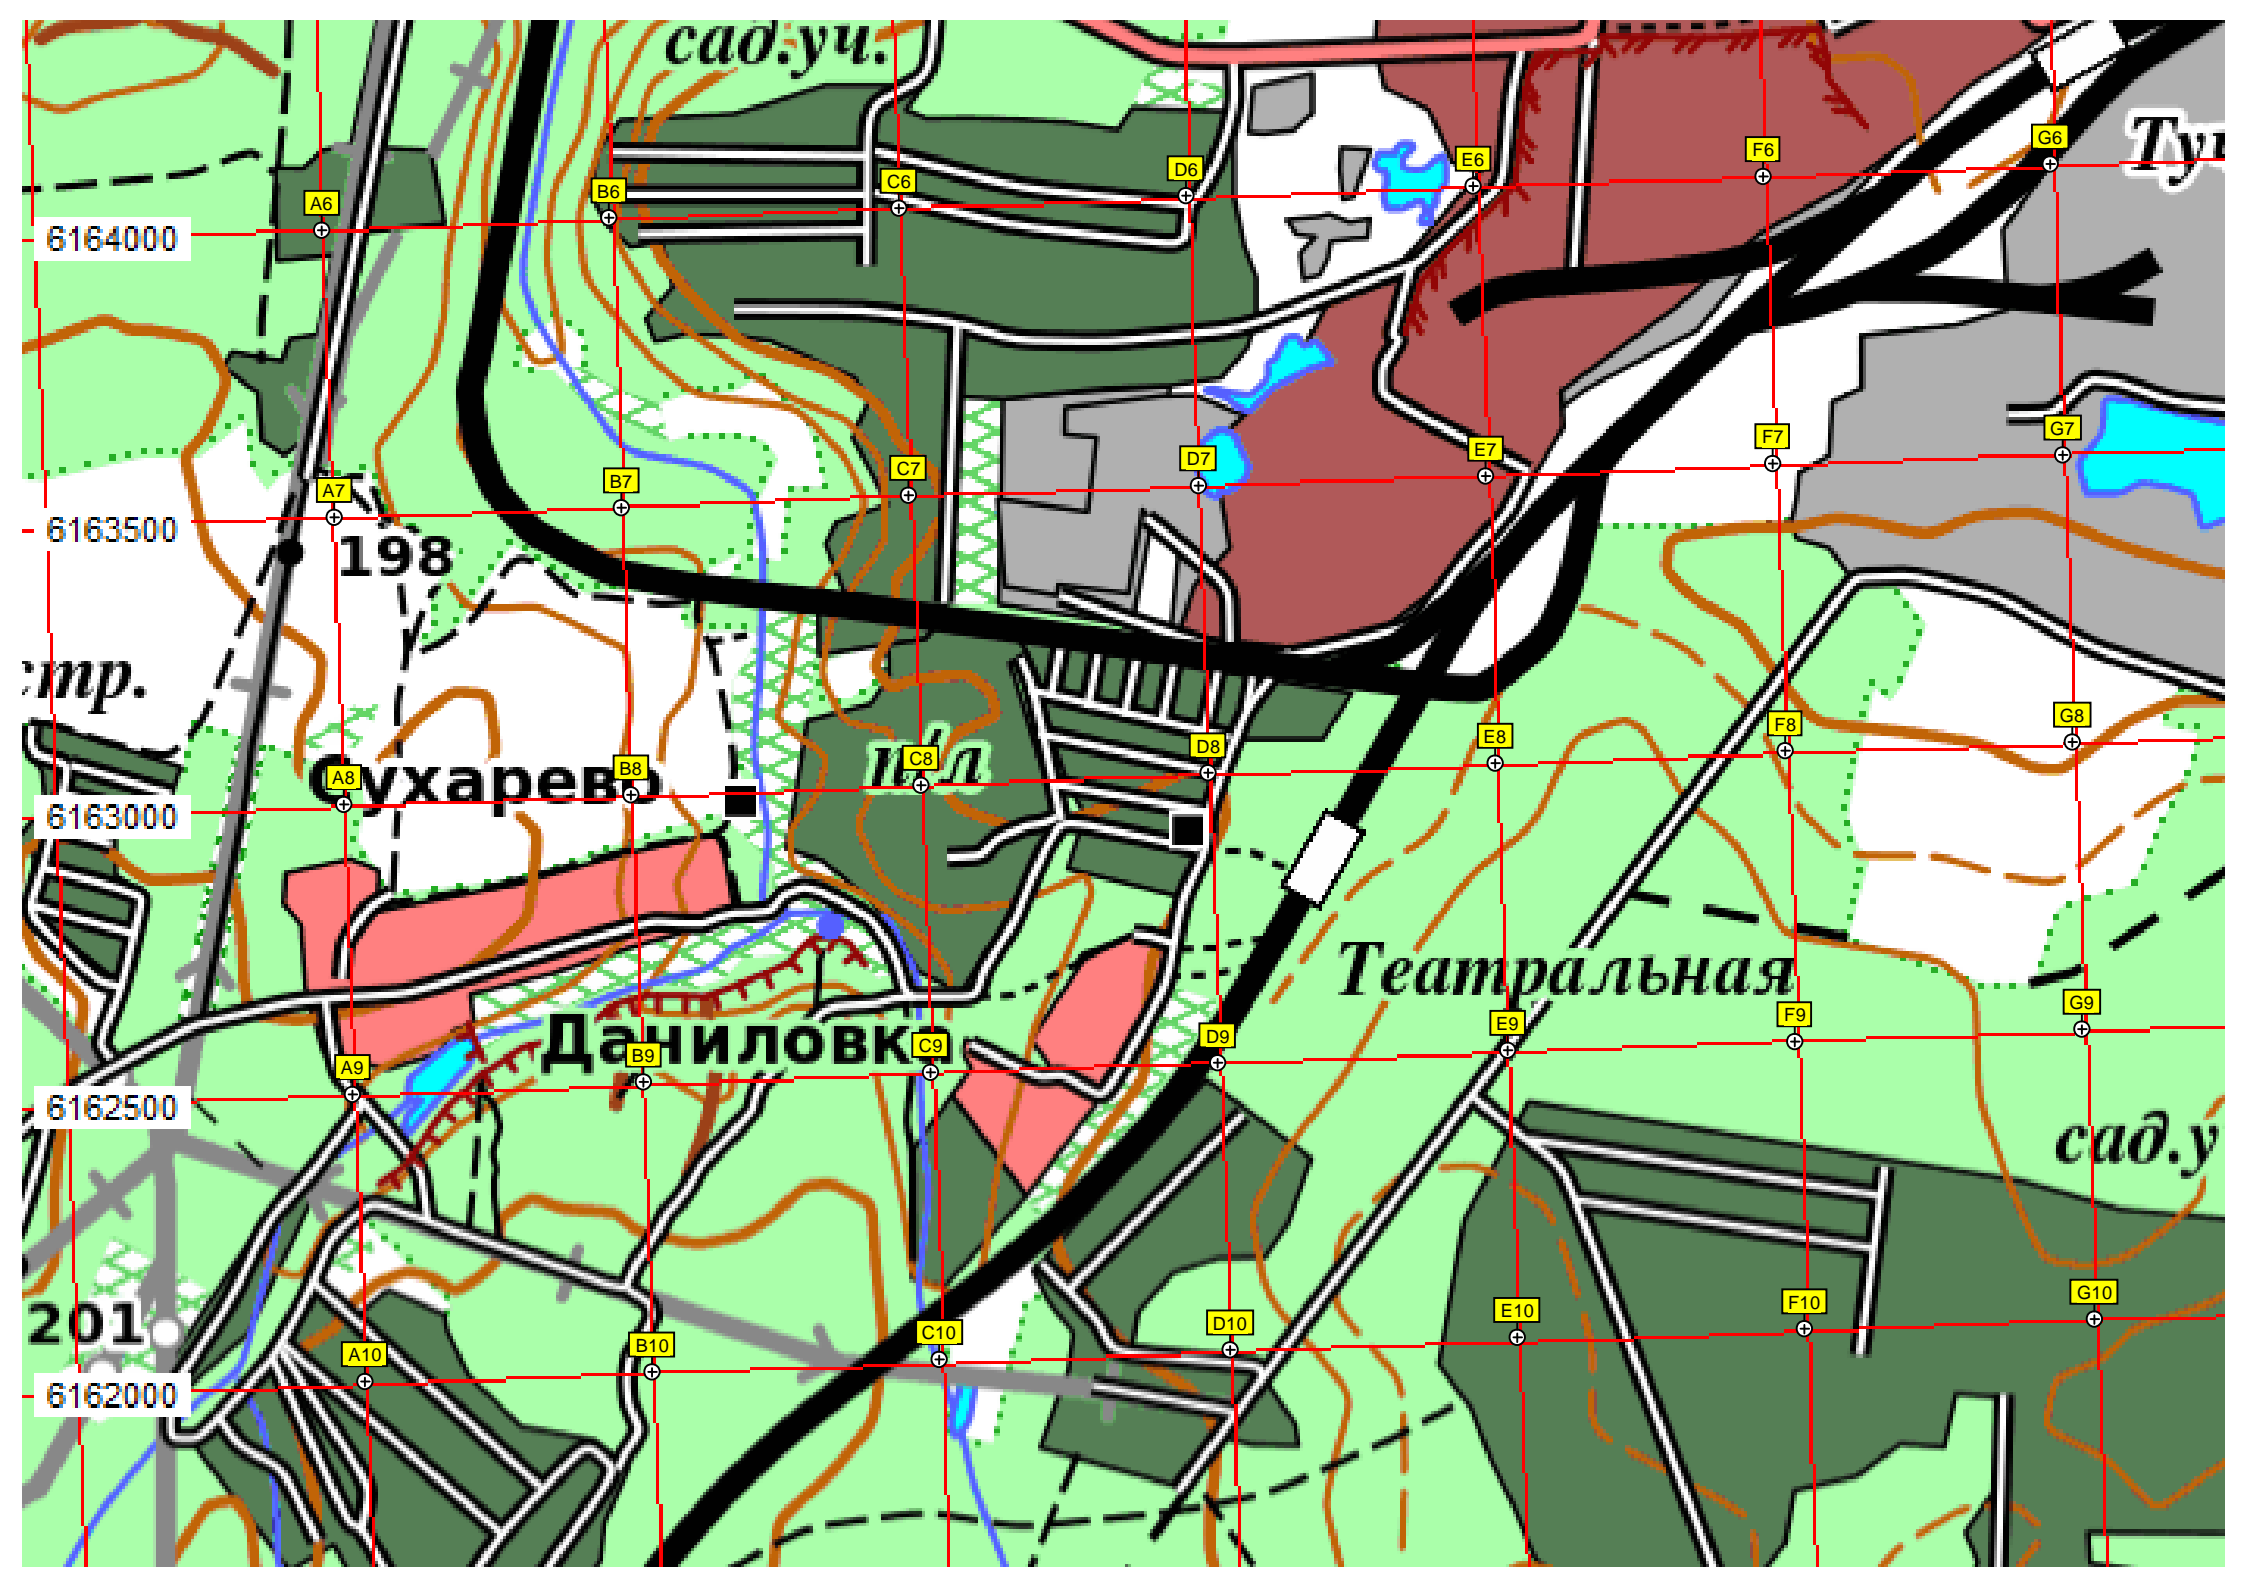 сад.уч.
Ту
A6
B6
C6
D6
E6
F6
G6
6164000
A7
B7
C7
D7
E7
F7
G7
6163500
198
стр.
п/л
A8
B8
C8
D8
E8
F8
G8
Сухарево
6163000
Театральная
A9
B9
C9
D9
E9
F9
G9
Даниловка
6162500
сад.у
201
A10
B10
C10
D10
E10
F10
G10
6162000